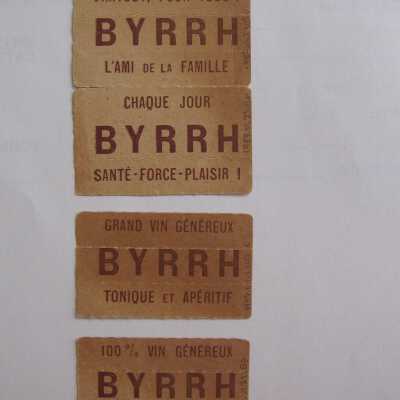 BYRRH
L'AMI DE LA FAMILLE
CHAQUE JOUR
BYRRH
SANTÉ-FORCE-PLAISIR !
GRAND VIN GÉNÉREUX
BYRRH
TONIQUE ET APÉRITIF
100% VIN GÉNÉREUX
BYRRH